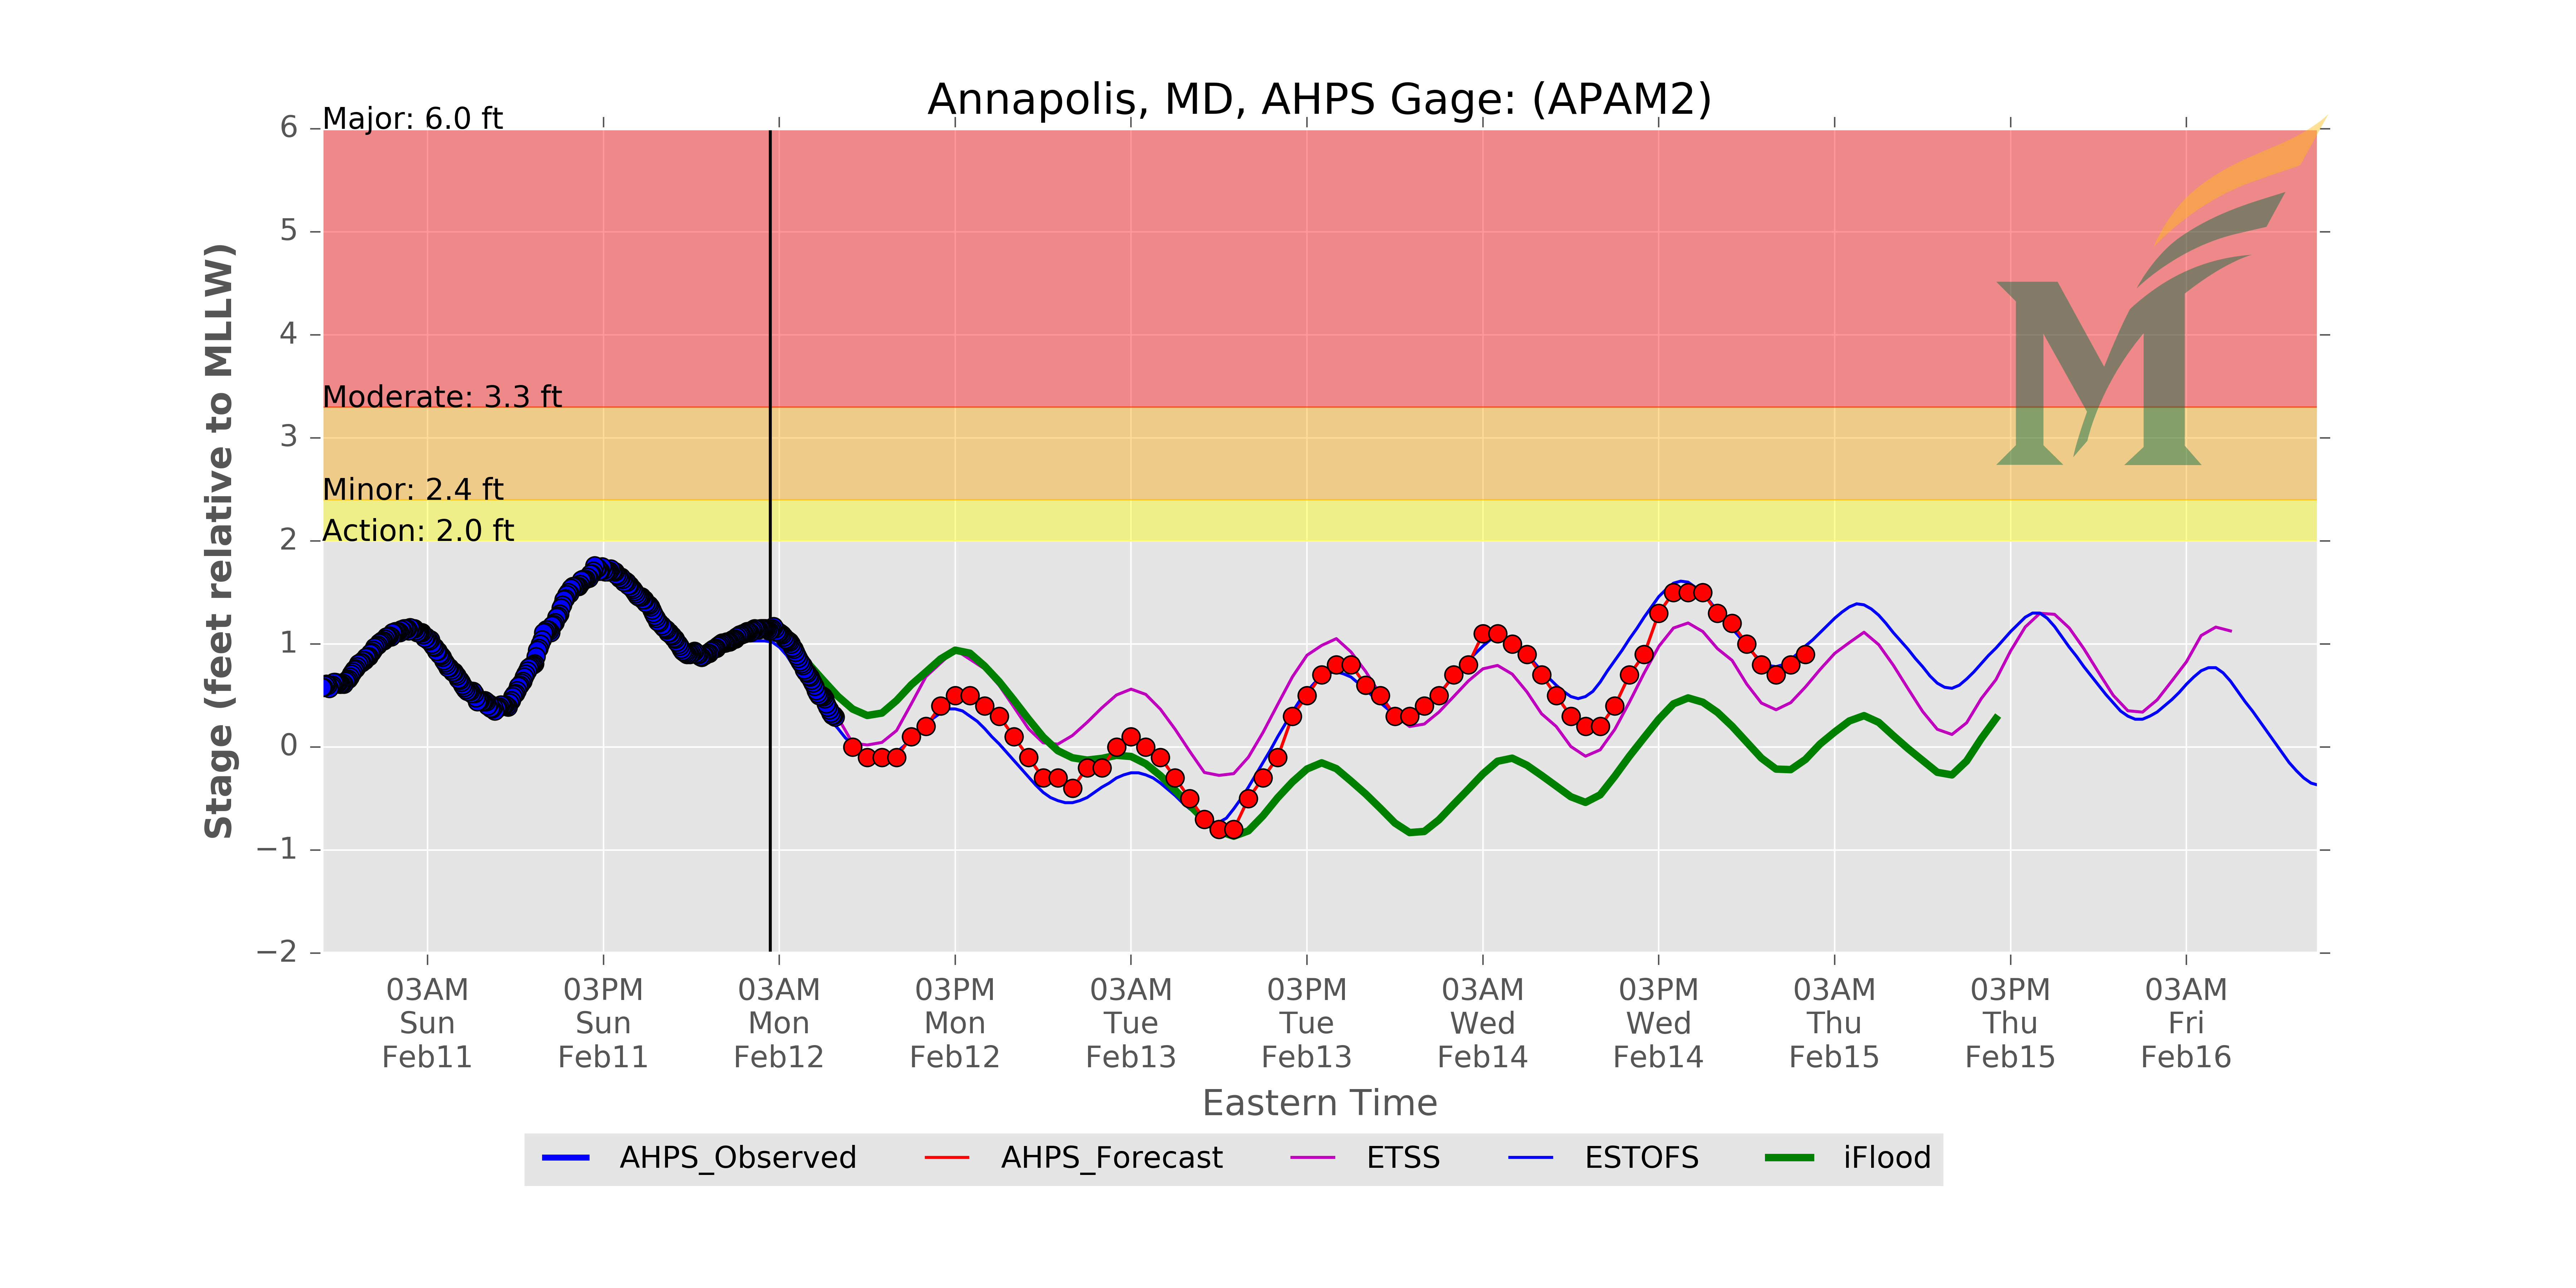 Annapolis, MD, AHPS Gage: (APAM2)
Major: 6.0 ft
Moderate: 3.3 ft
Minor: 2.4 ft
Action: 2.0 ft
6
5
4
3
2
1
0
−1
−2
Stage (feet relative to MLLW)
03AM 03PM 03AM 03PM 03AM 03PM 03AM 03PM 03AM 03PM 03AM
Sun Sun Mon Mon Tue Tue Wed Wed Thu Thu Fri
Feb11 Feb11 Feb12 Feb12 Feb13 Feb13 Feb14 Feb14 Feb15 Feb15 Feb16
Eastern Time
AHPS_Observed AHPS_Forecast ETSS ESTOFS iFlood
M